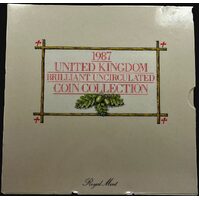 1987
UNITED KINGDOM
BRILLIANT UNCIRCULATED
COIN COLLECTION
Royal Mint